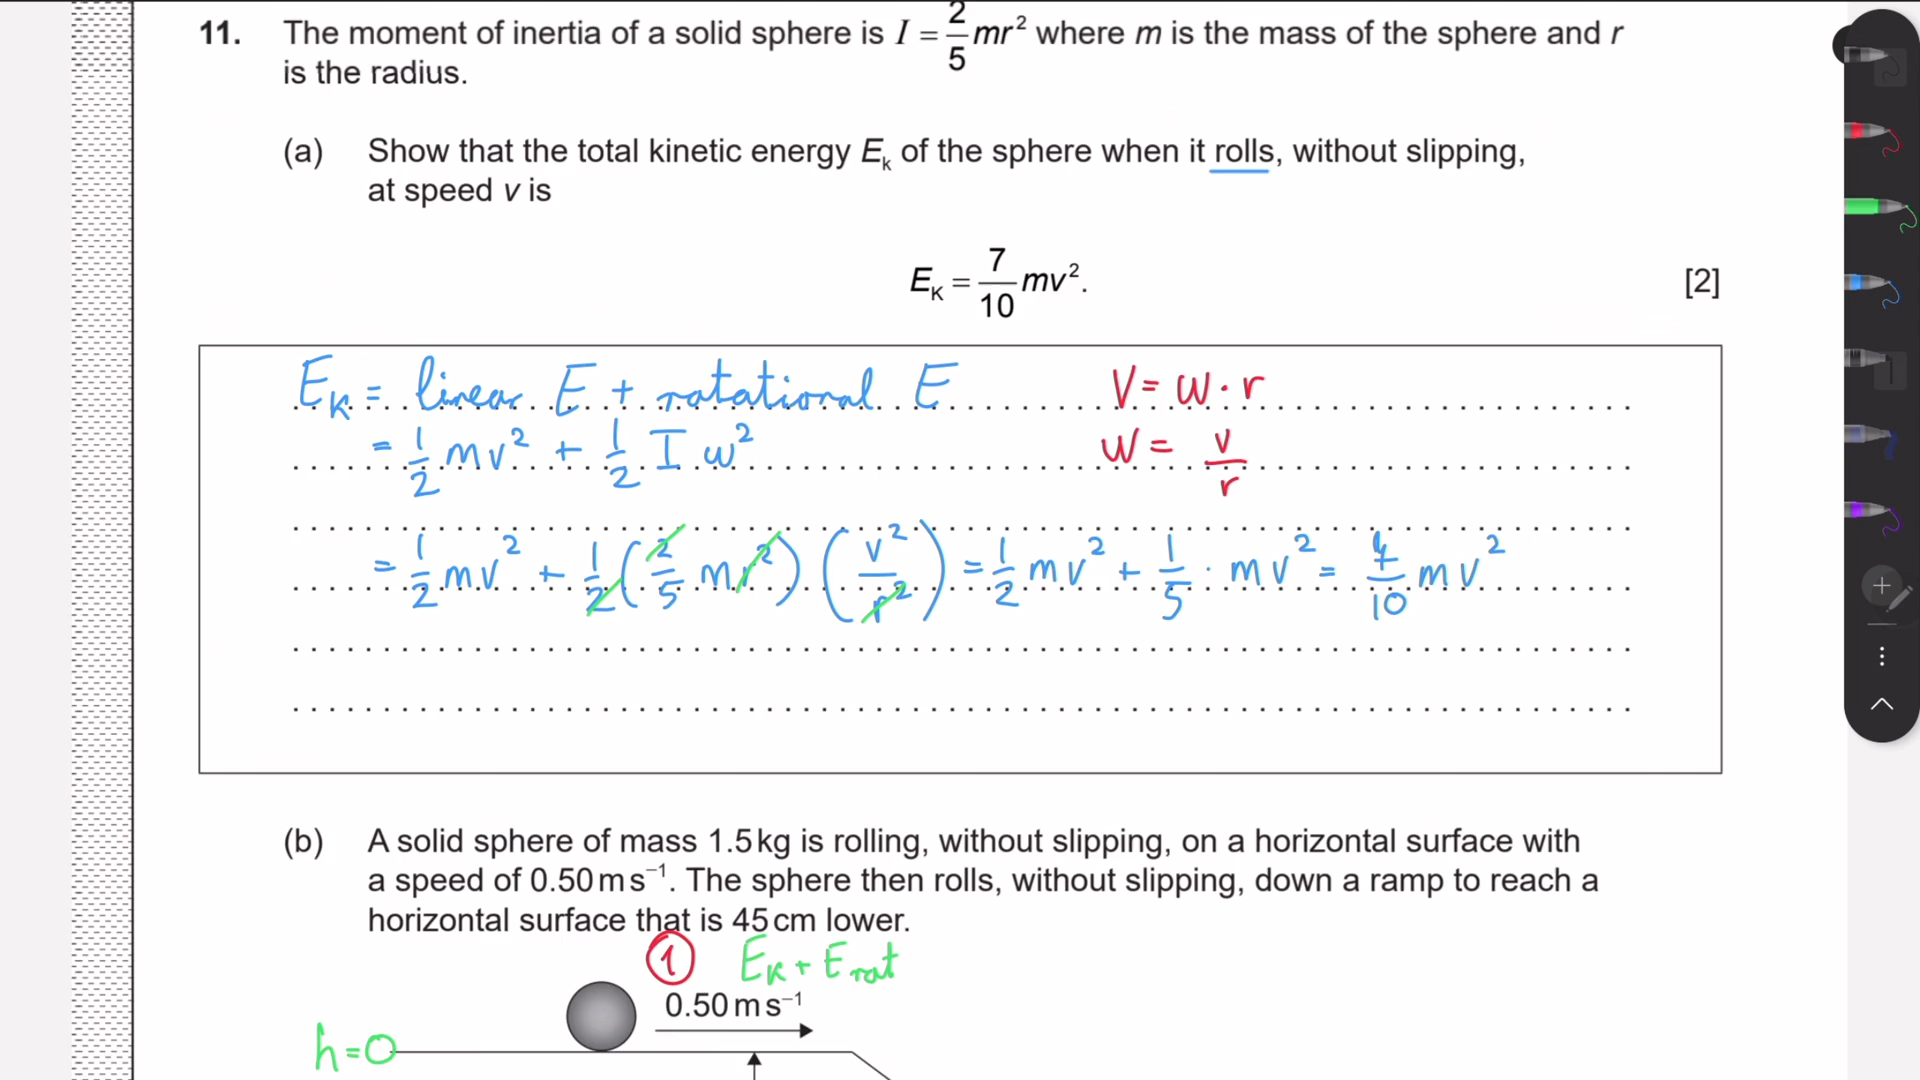 11. The moment of inertia of a solid sphere is I = 2/5 mr² where m is the mass of the sphere and r
is the radius.
(a) Show that the total kinetic energy Eₖ of the sphere when it rolls, without slipping,
at speed v is
E_K = 7/10 mv². [2]
E_K = linear E + rotational E V = ω · r
= 1/2 mv² + 1/2 I ω² ω = v/r
= 1/2 mv² + 1/2 (2/5 mr²) (v²/r²) = 1/2 mv² + 1/5 · mv² = 7/10 mv²
(b) A solid sphere of mass 1.5 kg is rolling, without slipping, on a horizontal surface with
a speed of 0.50 m s⁻¹. The sphere then rolls, without slipping, down a ramp to reach a
horizontal surface that is 45 cm lower.
1 E_K + E rot
0.50 m s⁻¹
h=0